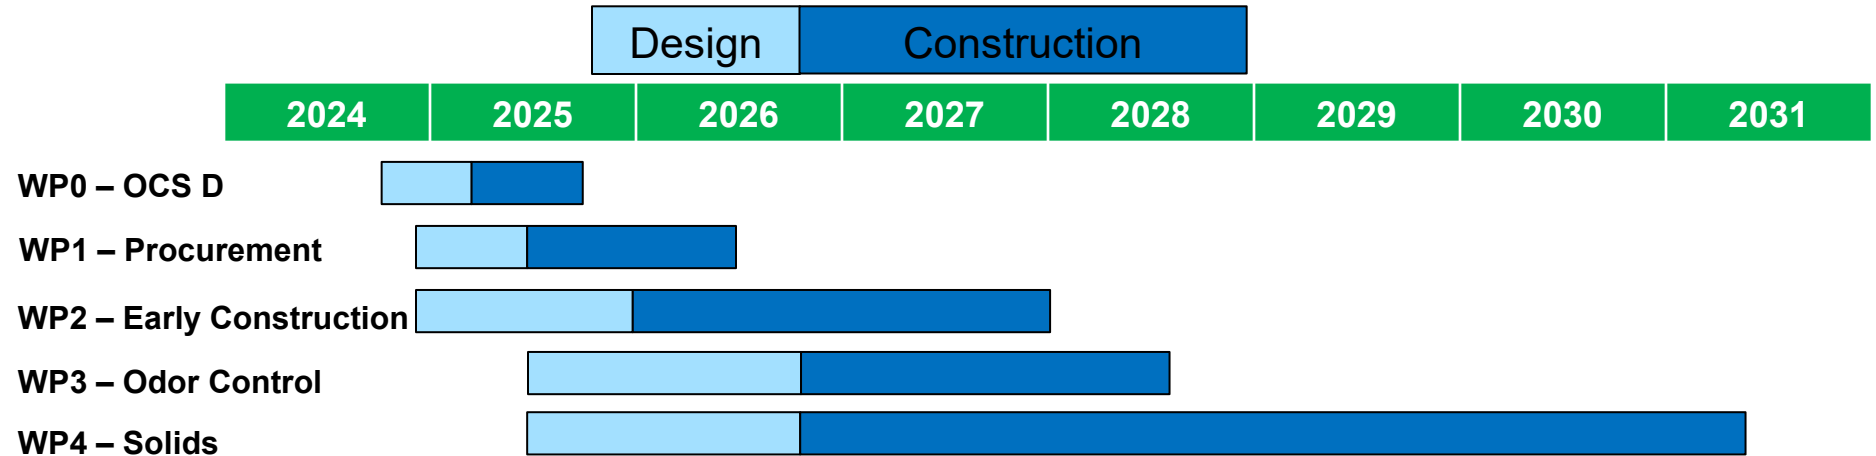 Design Construction
2024 2025 2026 2027 2028 2029 2030 2031
WP0 – OCS D
WP1 – Procurement
WP2 – Early Construction
WP3 – Odor Control
WP4 – Solids